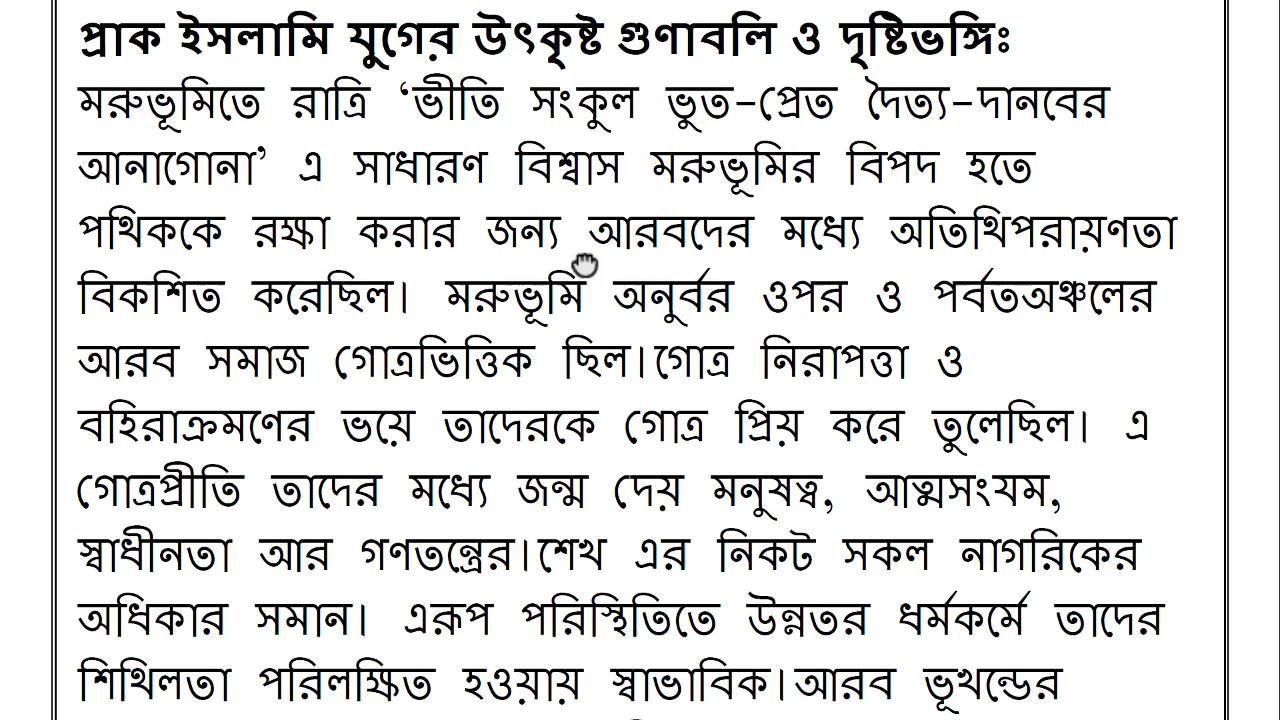 প্রাক ইসলামি যুগের উৎকৃষ্ট গুণাবলি ও দৃষ্টিভঙ্গিঃ
মরুভূমিতে রাত্রি ‘ভীতি সংকুল ভুত-প্রেত দৈত্য-দানবের
আনাগোনা’ এ সাধারণ বিশ্বাস মরুভূমির বিপদ হতে
পথিককে রক্ষা করার জন্য আরবদের মধ্যে অতিথিপরায়ণতা
বিকশিত করেছিল। মরুভূমি অনুর্বর ওপর ও পর্বতঅঞ্চলের
আরব সমাজ গোত্রভিত্তিক ছিল।গোত্র নিরাপত্তা ও
বহিরাক্রমণের ভয়ে তাদেরকে গোত্র প্রিয় করে তুলেছিল। এ
গোত্রপ্রীতি তাদের মধ্যে জন্ম দেয় মনুষত্ব, আত্মসংযম,
স্বাধীনতা আর গণতন্ত্রের।শেখ এর নিকট সকল নাগরিকের
অধিকার সমান। এরূপ পরিস্থিতিতে উন্নতর ধর্মকর্মে তাদের
শিথিলতা পরিলক্ষিত হওয়ায় স্বাভাবিক।আরব ভূখন্ডের